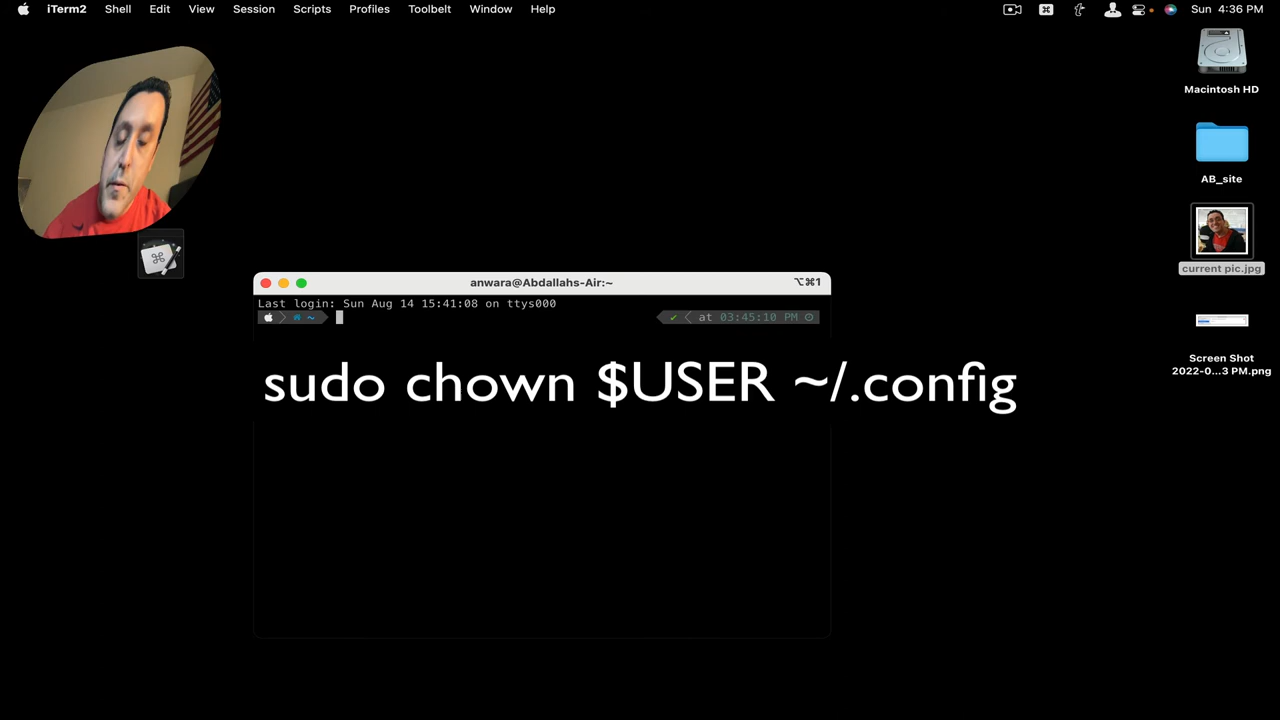 iTerm2 Shell Edit View Session Scripts Profiles Toolbelt Window Help Sun 4:36 PM
Macintosh HD
AB_site
current pic.jpg
Screen Shot
2022-0...3 PM.png
anwara@Abdallahs-Air:~ ⌥⌘1
Last login: Sun Aug 14 15:41:08 on ttys000
~ ✓ at 03:45:10 PM
sudo chown $USER ~/.config